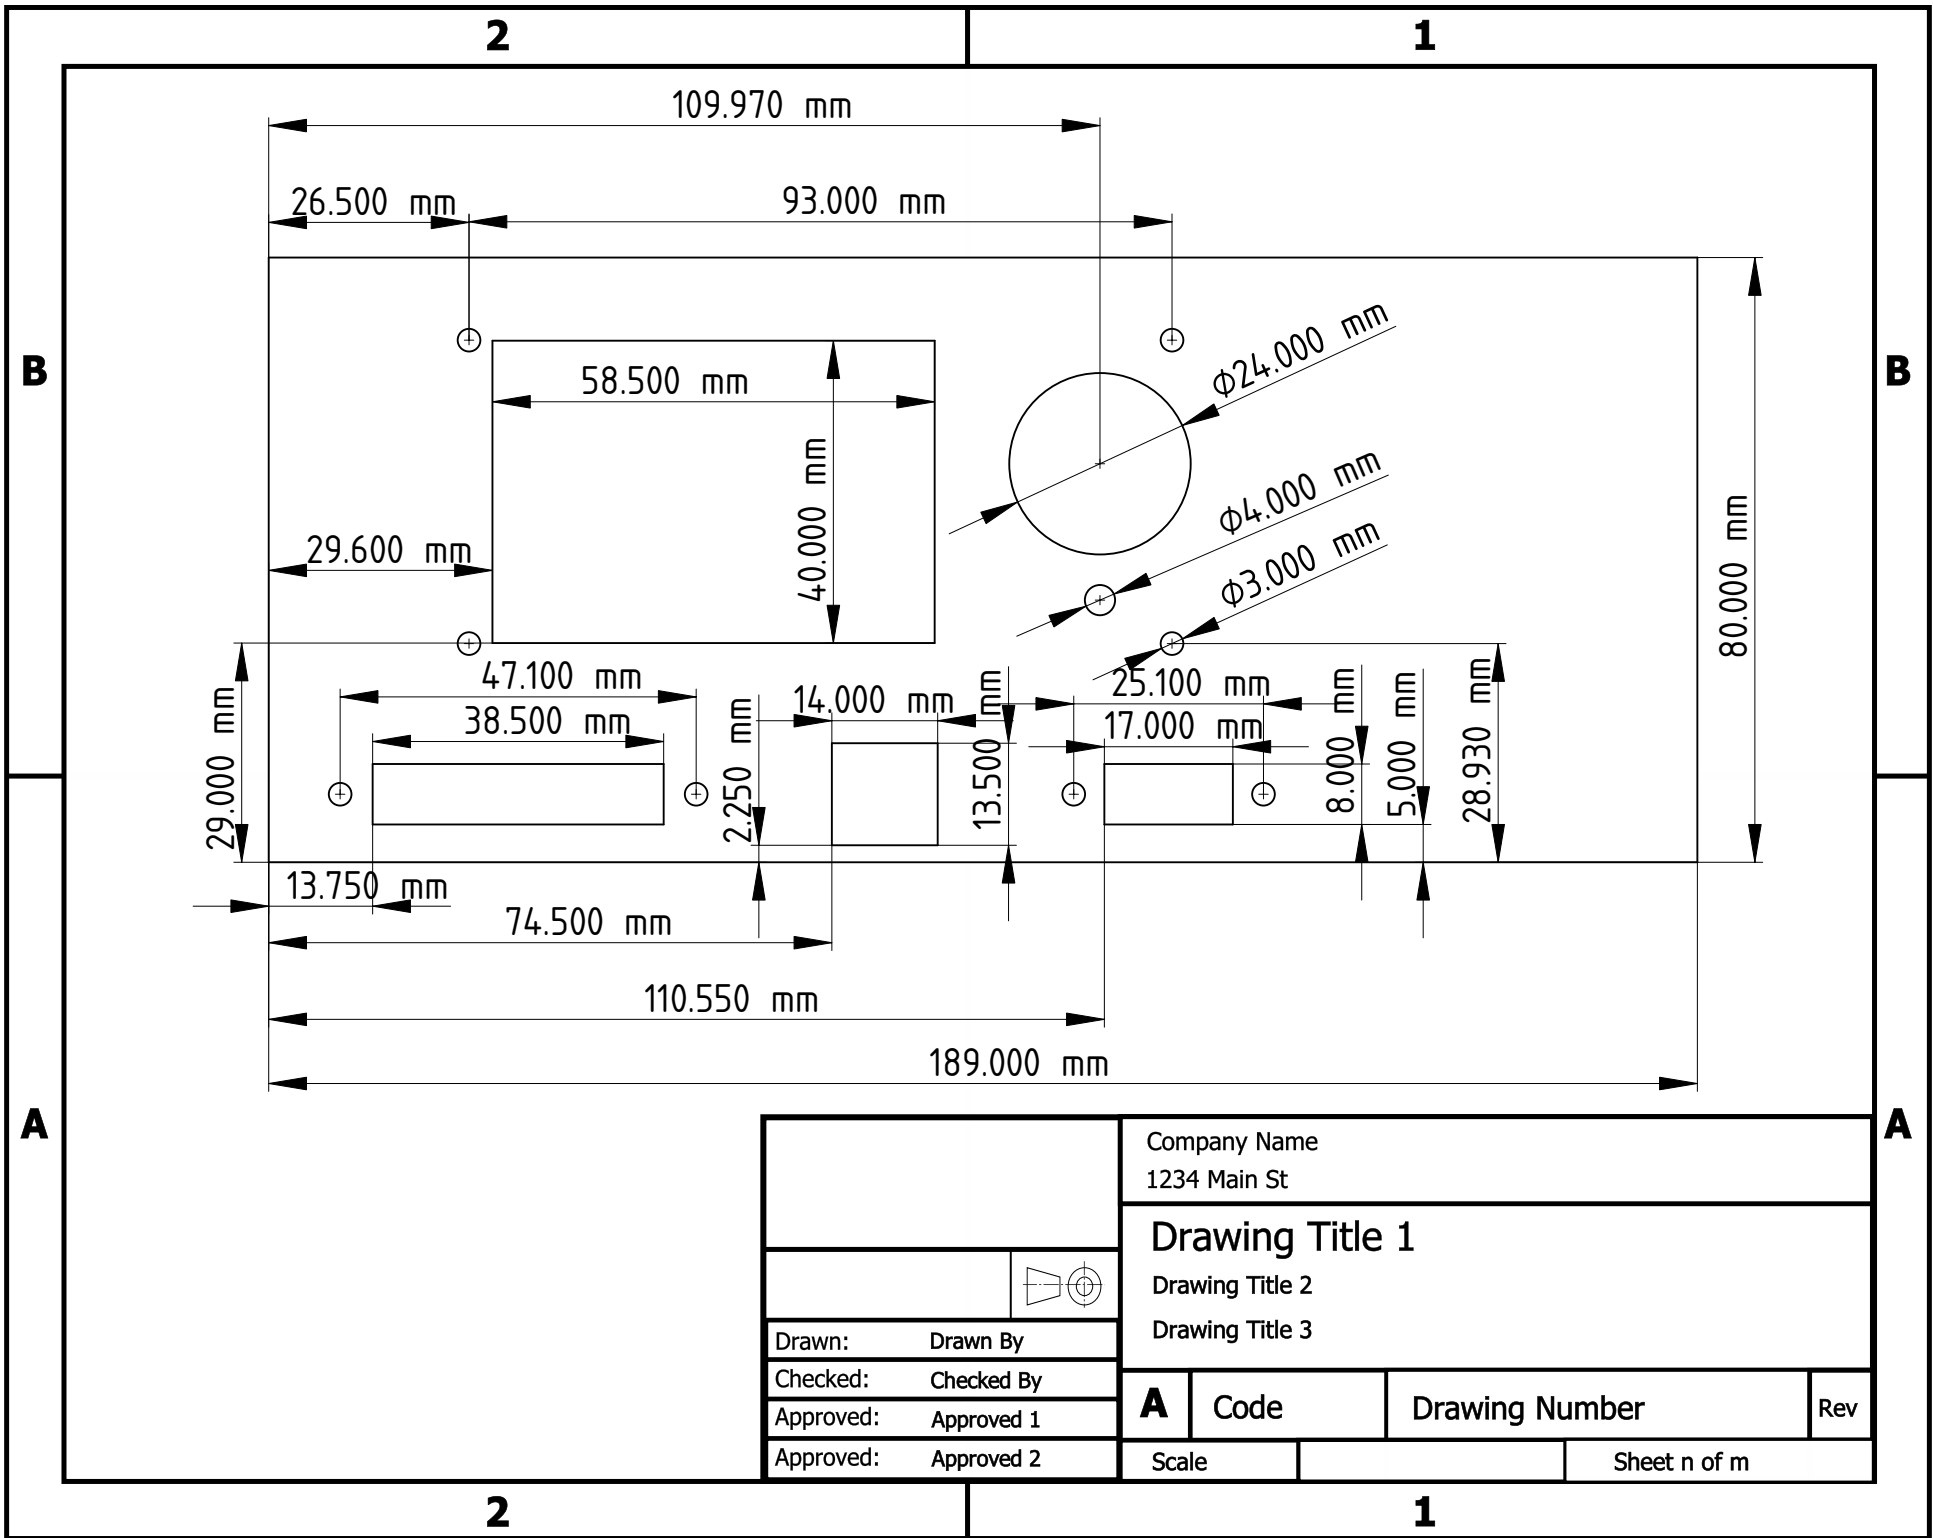 2 1
109.970 mm
26.500 mm 93.000 mm
Φ24.000 mm
B B
58.500 mm
40.000 mm
Φ4.000 mm
29.600 mm
Φ3.000 mm
80.000 mm
47.100 mm
25.100 mm
14.000 mm
38.500 mm
17.000 mm
29.000 mm
2.250 mm
13.500 mm
8.000 mm
5.000 mm
28.930 mm
13.750 mm
74.500 mm
110.550 mm
189.000 mm
A A
Company Name
1234 Main St
Drawing Title 1
Drawing Title 2
Drawing Title 3
Drawn: Drawn By
Checked: Checked By
Approved: Approved 1
Approved: Approved 2
A Code Drawing Number Rev
Scale Sheet n of m
2 1